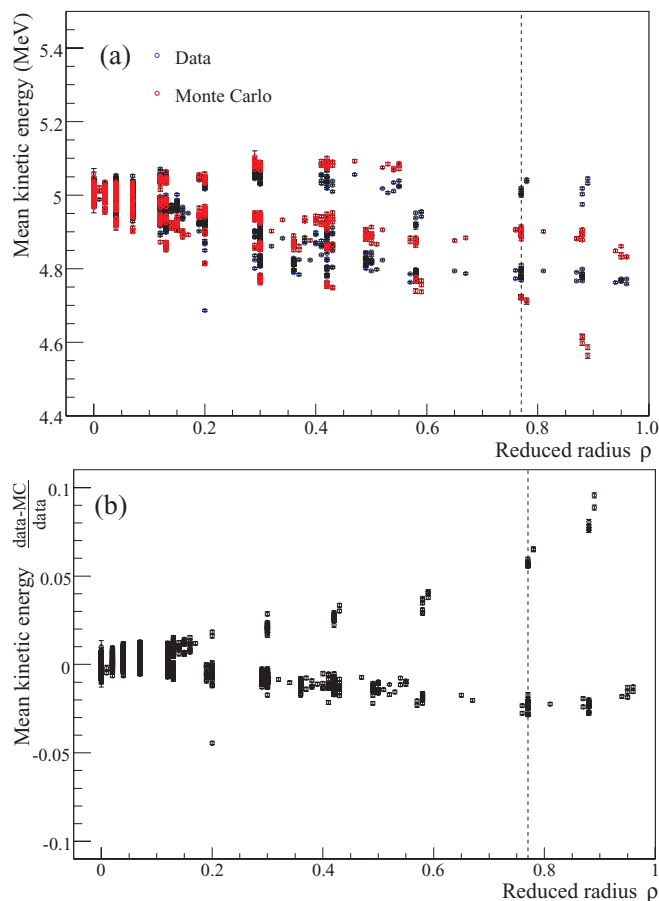 (a)
Data
Monte Carlo
Mean kinetic energy (MeV)
5.4
5.2
5
4.8
4.6
4.4
0 0.2 0.4 0.6 0.8 1.0
Reduced radius ρ
(b)
Mean kinetic energy data-MC
data
0.1
0.05
0
-0.05
-0.1
0 0.2 0.4 0.6 0.8 1
Reduced radius ρ